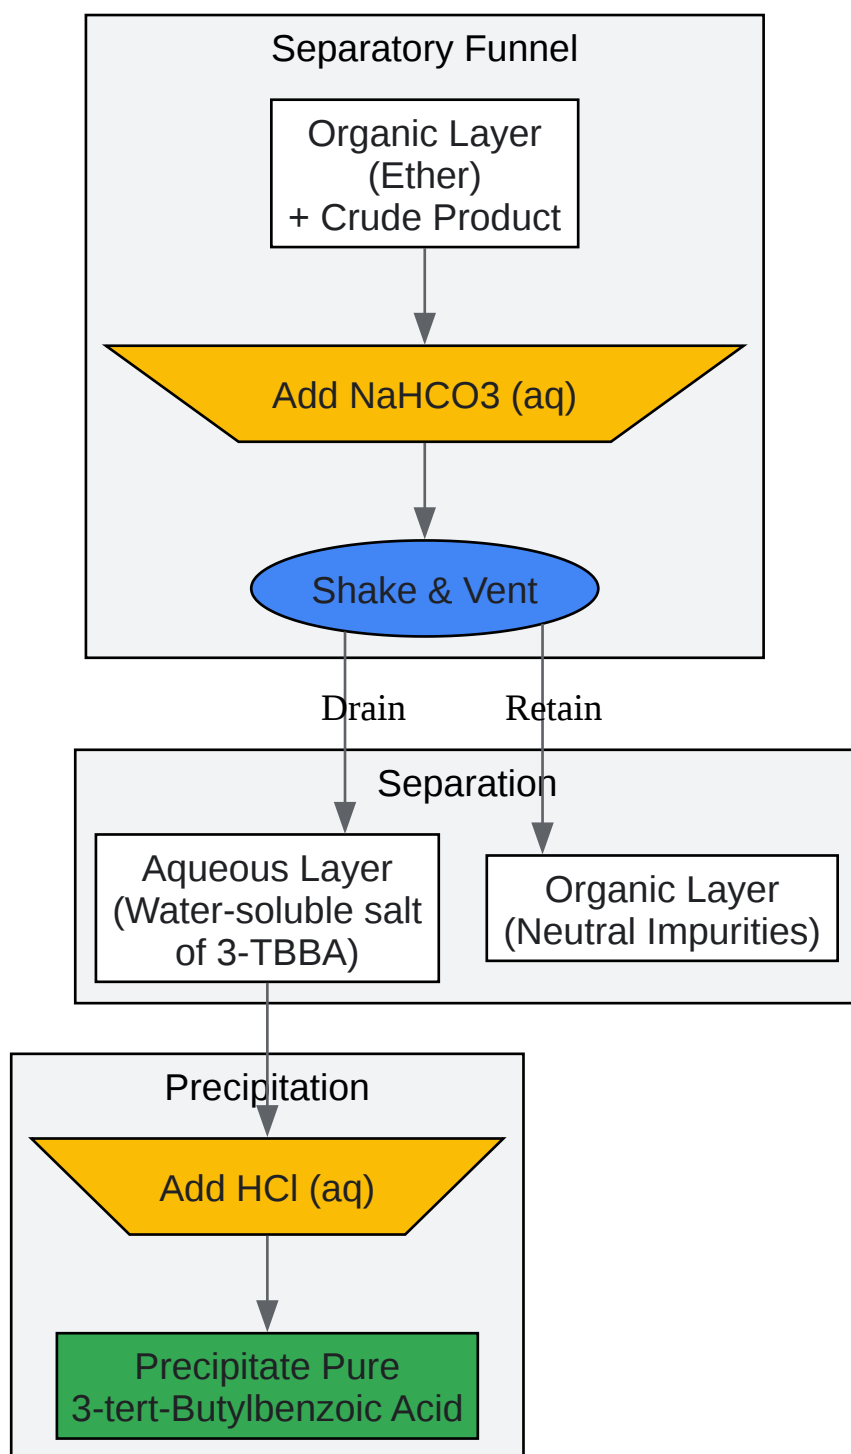 Separatory Funnel
Organic Layer
(Ether)
+ Crude Product
Add NaHCO3 (aq)
Shake & Vent
Drain
Retain
Separation
Aqueous Layer
(Water-soluble salt
of 3-TBBA)
Organic Layer
(Neutral Impurities)
Precipitation
Add HCl (aq)
Precipitate Pure
3-tert-Butylbenzoic Acid